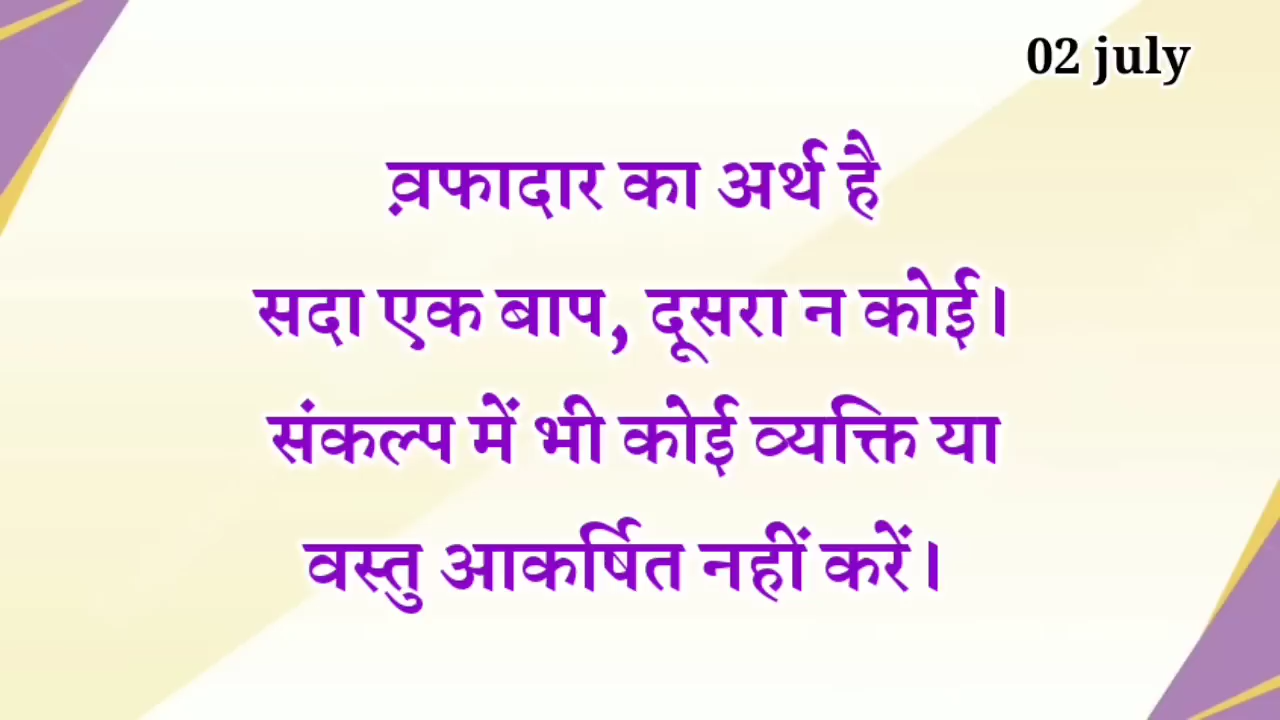 02 july
व़फादार का अर्थ है
सदा एक बाप, दूसरा न कोई।
संकल्प में भी कोई व्यक्ति या
वस्तु आकर्षित नहीं करें।